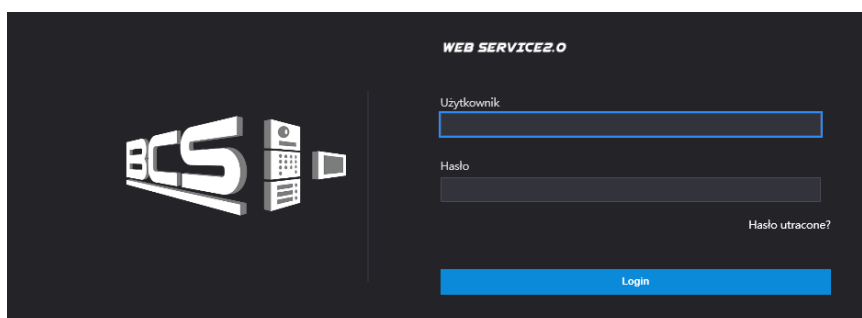 WEB SERVICE2.0
Użytkownik
BCS
Hasło
Hasło utracone?
Login